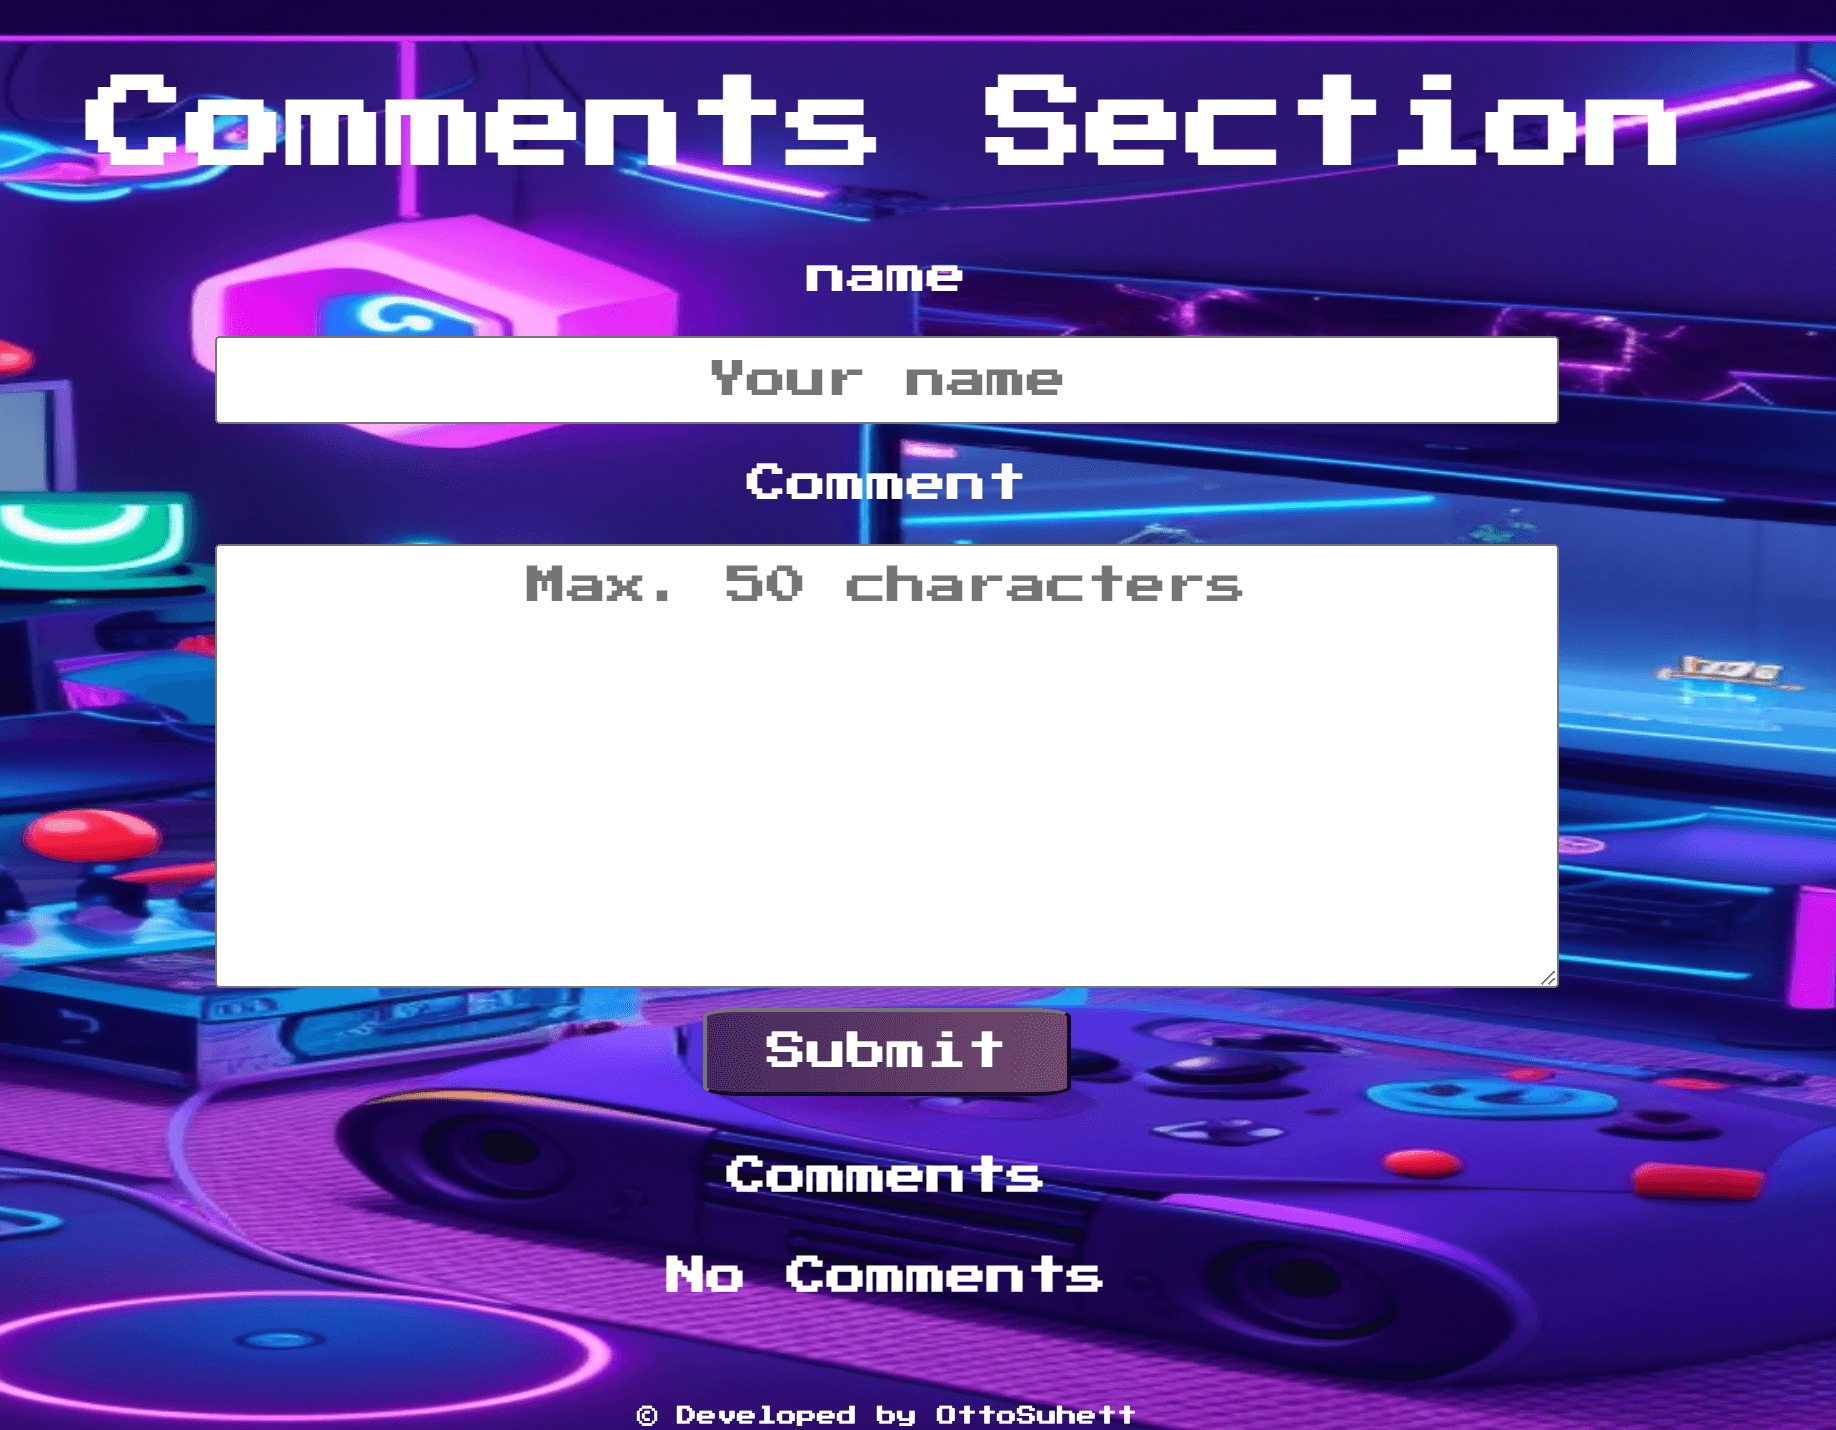 Comments Section
name
Your name
Comment
Max. 50 characters
Submit
Comments
No Comments
© Developed by OttoSuhett